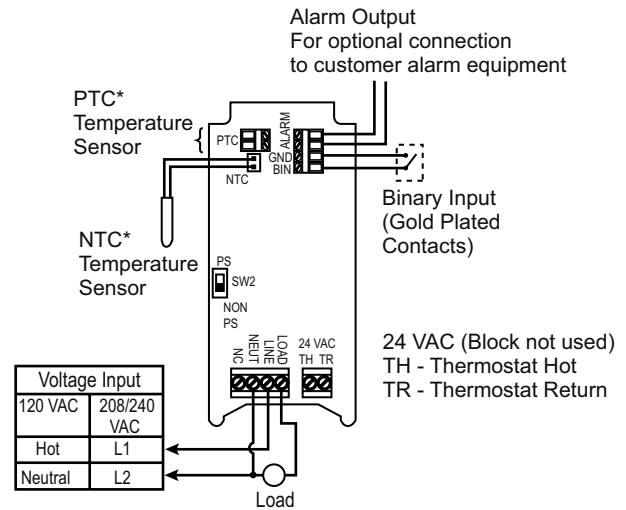 Alarm Output
For optional connection
to customer alarm equipment
PTC*
Temperature
Sensor
PTC
ALARM
GND
BIN
NTC
Binary Input
(Gold Plated
Contacts)
NTC*
Temperature
Sensor
PS
SW2
NON
PS
NC
NEUT
LINE
LOAD
24 VAC
TH TR
24 VAC (Block not used)
TH - Thermostat Hot
TR - Thermostat Return
Voltage Input
120 VAC
208/240
VAC
Hot
L1
Neutral
L2
Load